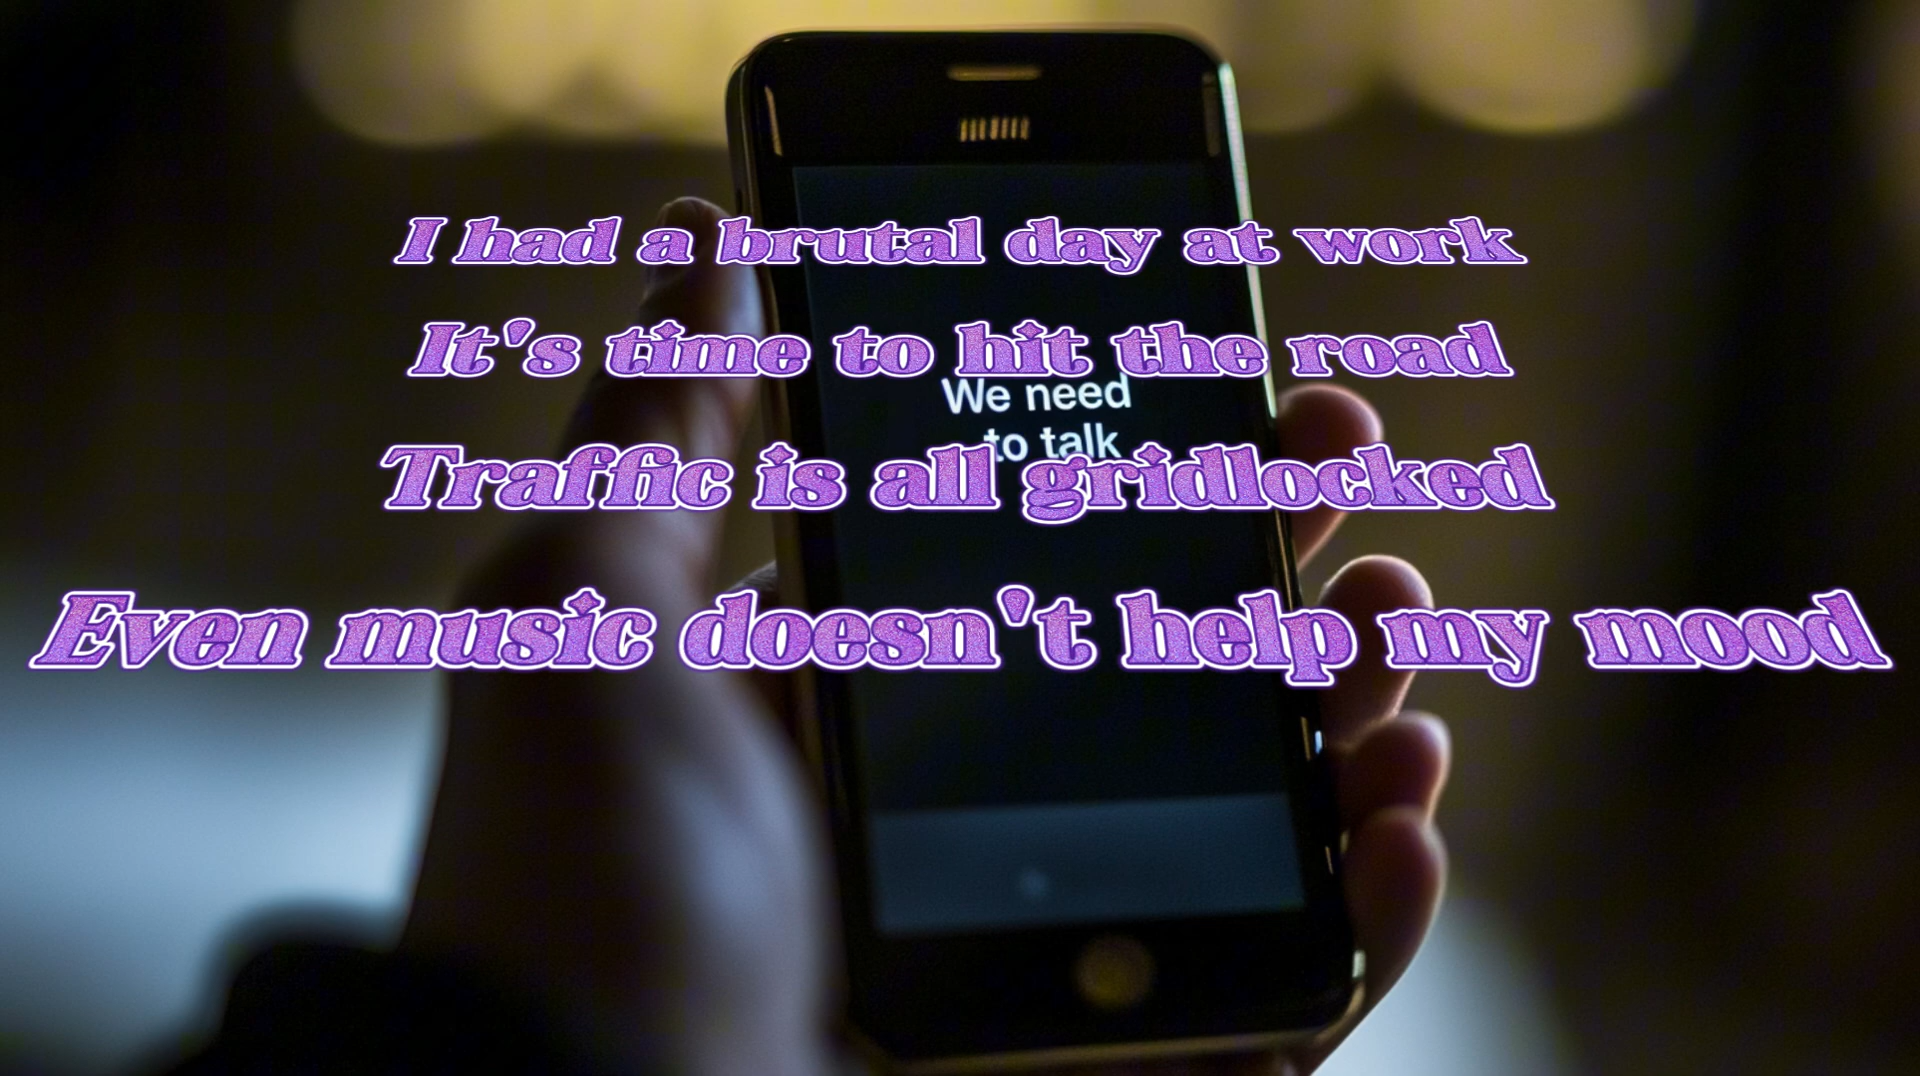 I had a brutal day at work
It's time to hit the road
We need
to talk
Traffic is all gridlocked
Even music doesn't help my mood